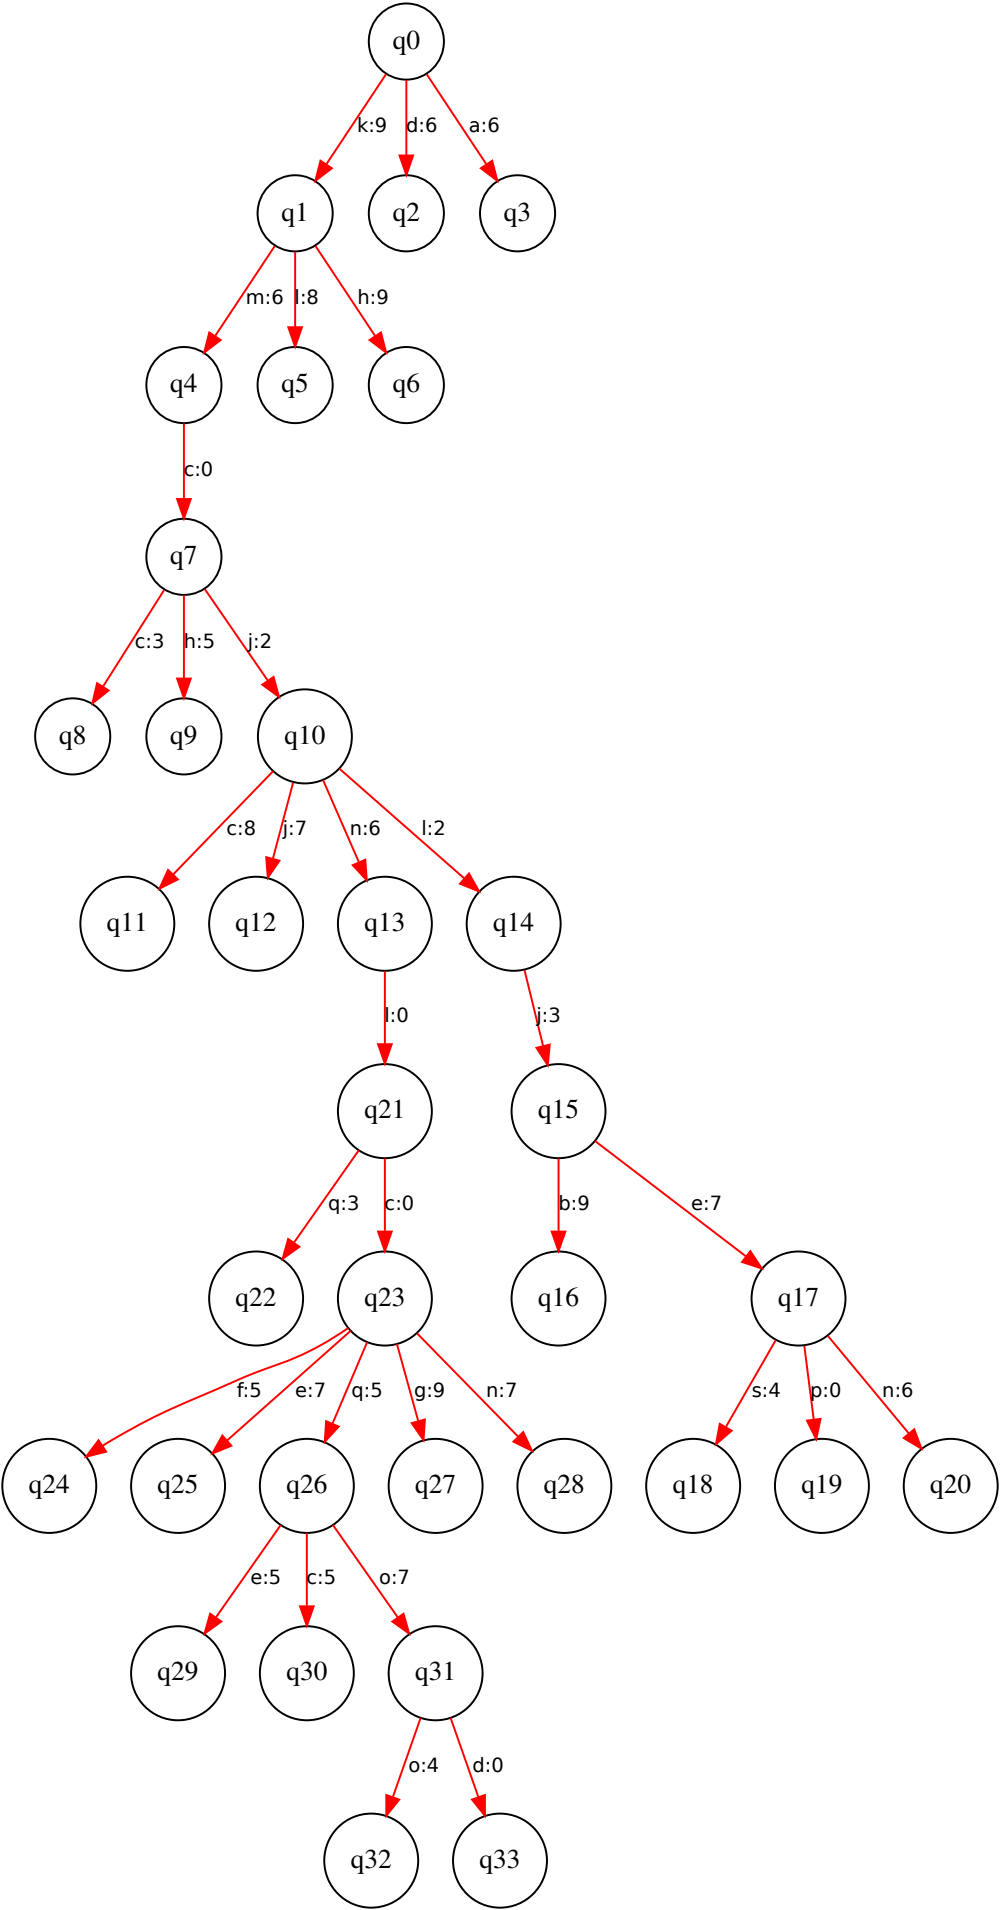 q0
k:9 d:6 a:6
q1 q2 q3
m:6 l:8 h:9
q4 q5 q6
c:0
q7
c:3 h:5 j:2
q8 q9 q10
c:8 j:7 n:6 l:2
q11 q12 q13 q14
l:0 j:3
q21 q15
q:3 c:0 b:9 e:7
q22 q23 q16 q17
f:5 e:7 q:5 g:9 n:7 s:4 p:0 n:6
q24 q25 q26 q27 q28 q18 q19 q20
e:5 c:5 o:7
q29 q30 q31
o:4 d:0
q32 q33